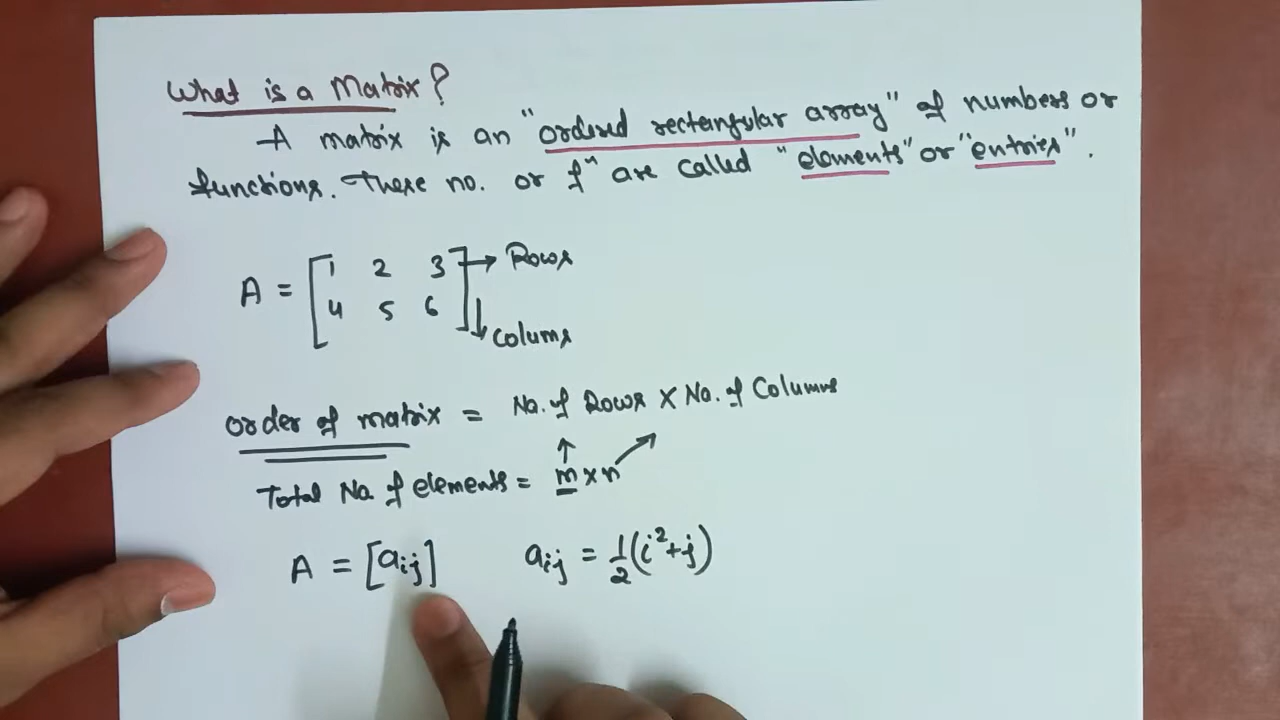 What is a Matrix?
A matrix is an "ordered rectangular array" of numbers or
functions. These no. or fⁿ are called "elements" or "entries".
A = [1 2 3 → Rows
4 5 6] ↓ Colums
Order of matrix = No. of Rows X No. of Columns
Total No. of elements = m x n
A = [aᵢⱼ] aᵢⱼ = 1/2 (i² + j)